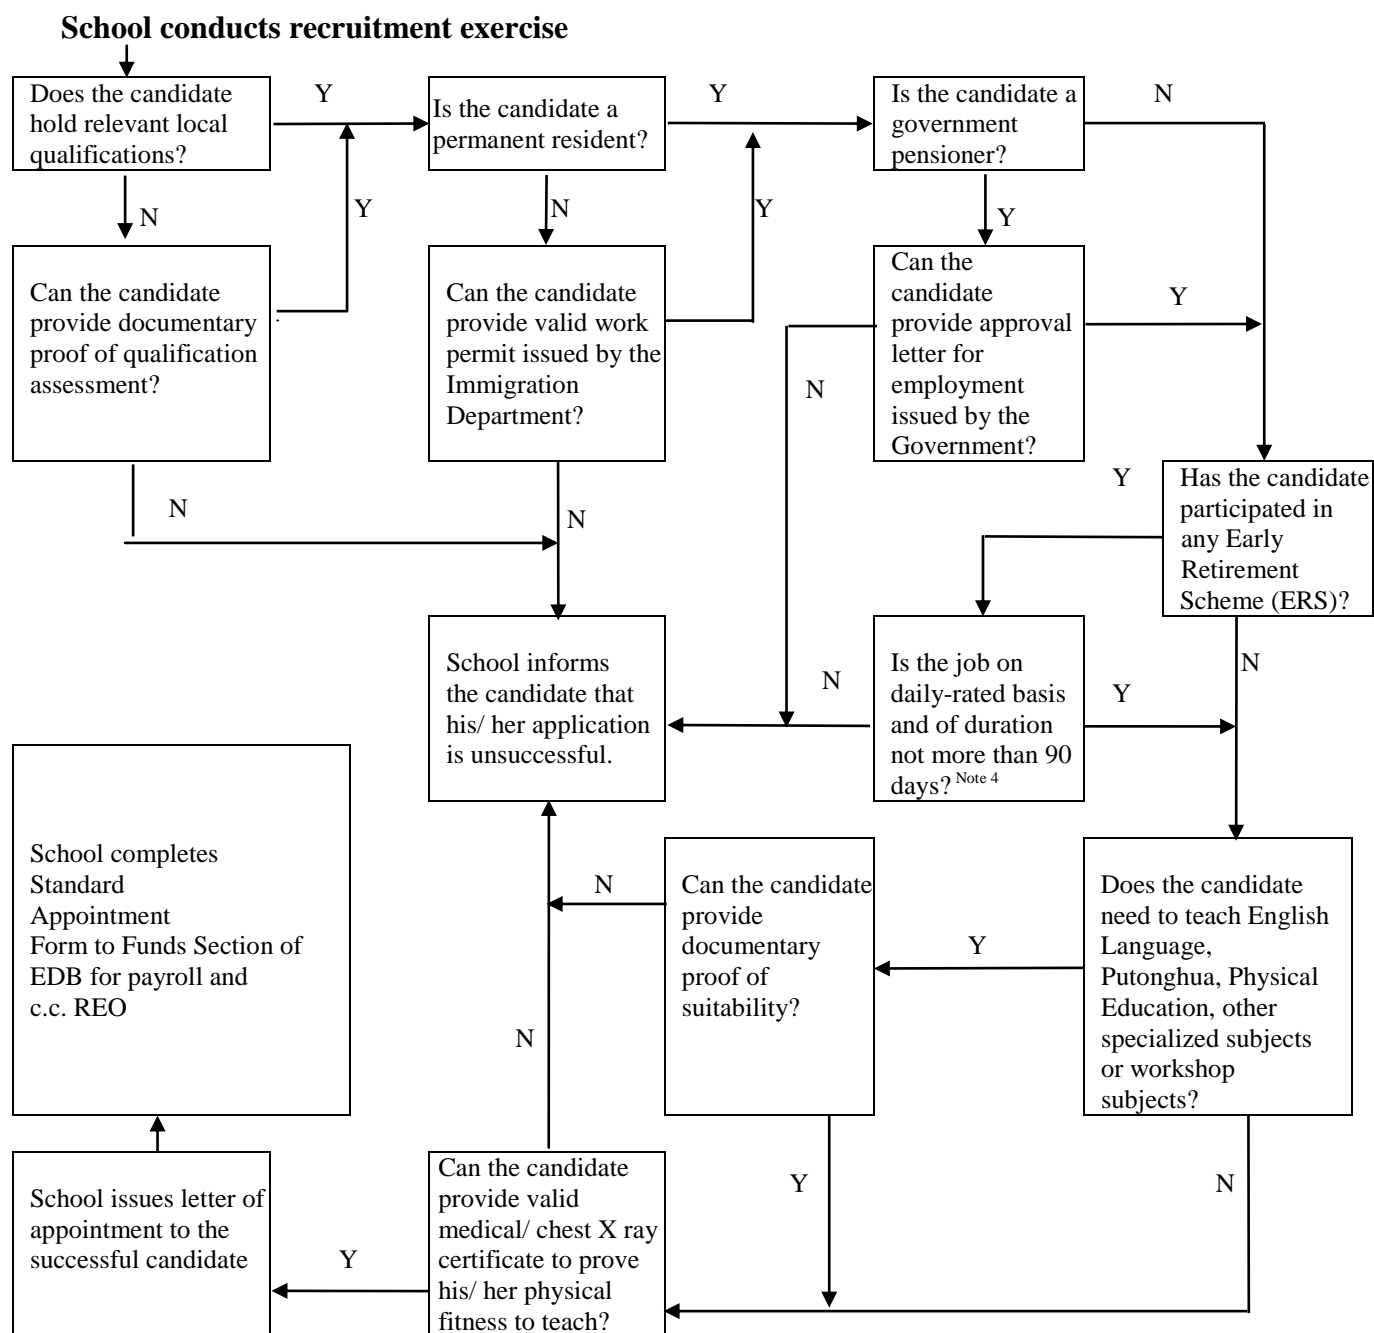 School conducts recruitment exercise
Does the candidate
hold relevant local
qualifications?
Y
Is the candidate a
permanent resident?
Y
Is the candidate a
government
pensioner?
N
N
Y
N
Y
Y
Can the candidate
provide documentary
proof of qualification
assessment?
Can the candidate
provide valid work
permit issued by the
Immigration
Department?
Can the
candidate
provide approval
letter for
employment
issued by the
Government?
Y
N
N
N
Y
Has the candidate
participated in
any Early
Retirement
Scheme (ERS)?
School informs
the candidate that
his/ her application
is unsuccessful.
N
Is the job on
daily-rated basis
and of duration
not more than 90
days? Note 4
Y
N
School completes
Standard
Appointment
Form to Funds Section of
EDB for payroll and
c.c. REO
N
Can the candidate
provide
documentary
proof of
suitability?
Y
Does the candidate
need to teach English
Language,
Putonghua, Physical
Education, other
specialized subjects
or workshop
subjects?
N
Y
N
School issues letter of
appointment to the
successful candidate
Y
Can the candidate
provide valid
medical/ chest X ray
certificate to prove
his/ her physical
fitness to teach?